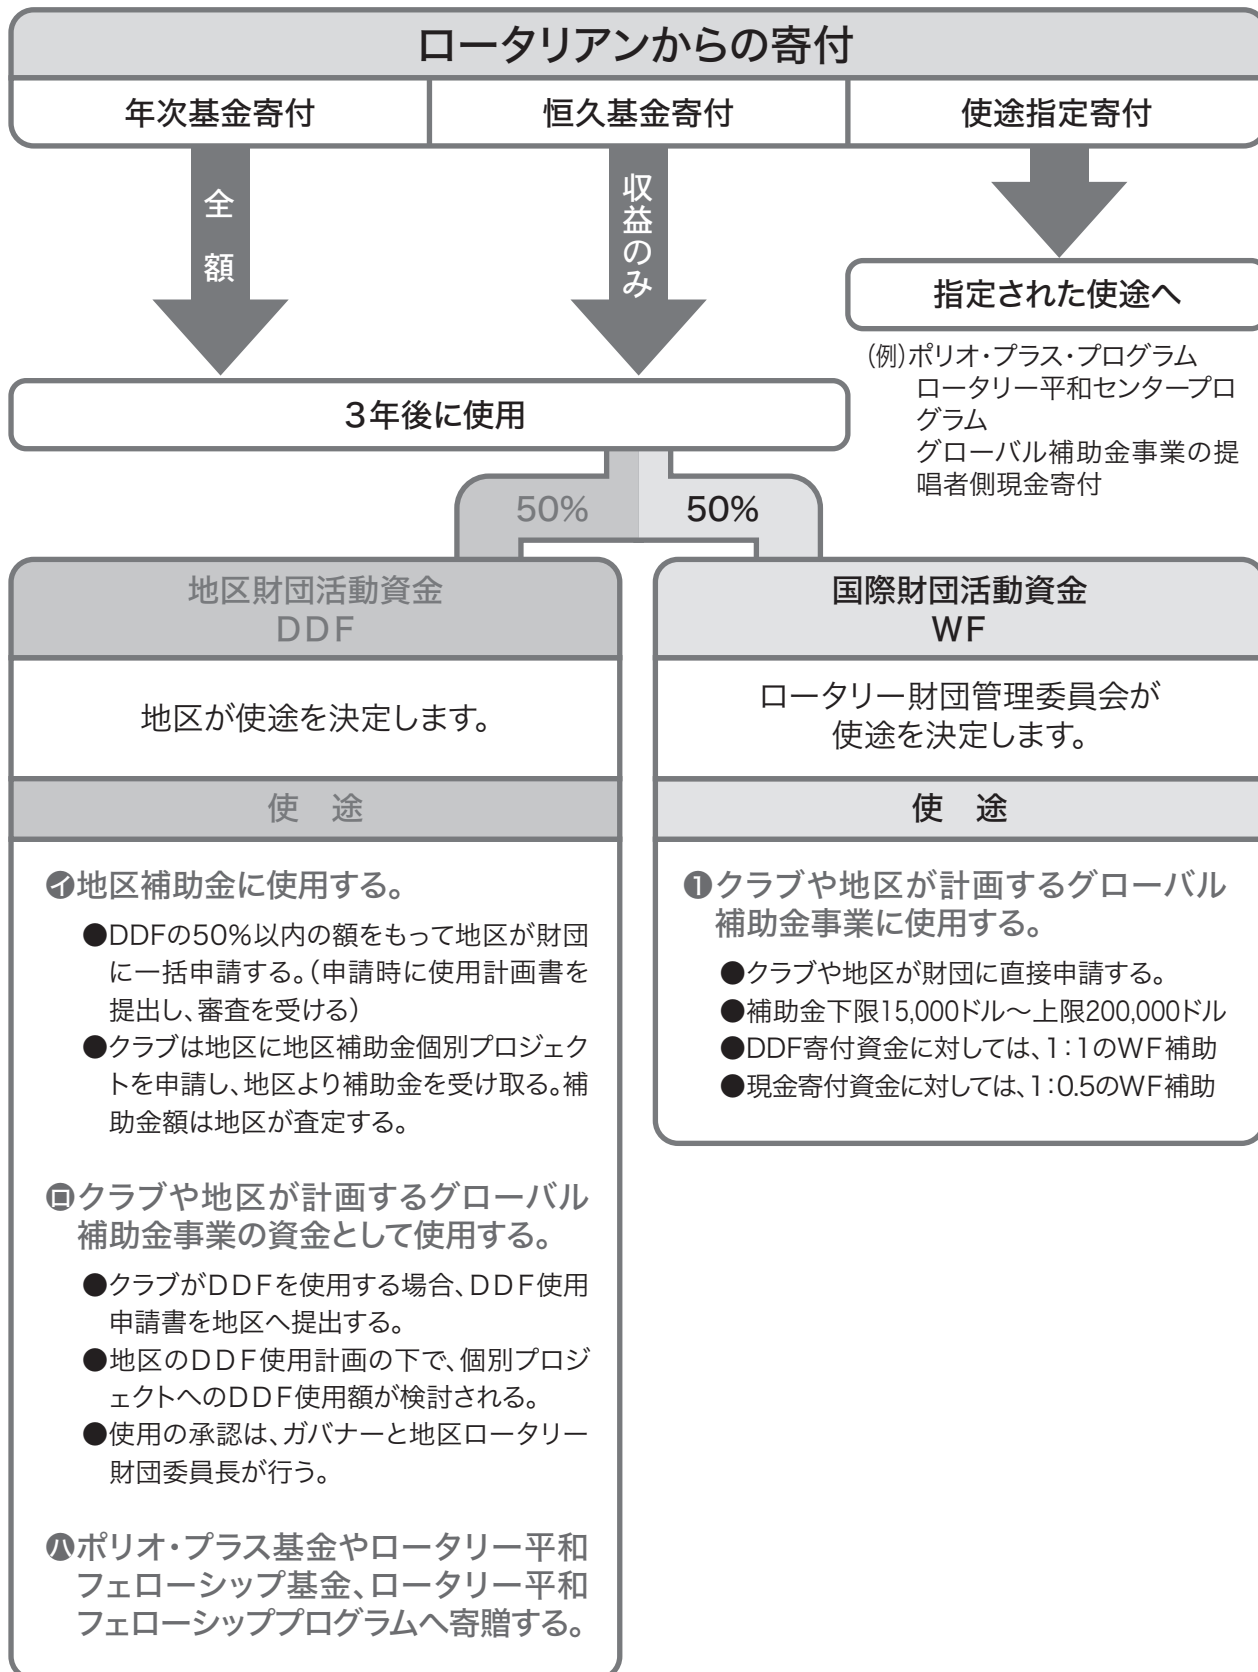 ロータリアンからの寄付
年次基金寄付
恒久基金寄付
使途指定寄付
全額
収益のみ
指定された使途へ
(例)ポリオ・プラス・プログラム
ロータリー平和センタープロ
グラム
グローバル補助金事業の提
唱者側現金寄付
3年後に使用
50%
50%
地区財団活動資金
DDF
地区が使途を決定します。
使 途
㋑地区補助金に使用する。
●DDFの50%以内の額をもって地区が財団
に一括申請する。(申請時に使用計画書を
提出し、審査を受ける)
●クラブは地区に地区補助金個別プロジェク
トを申請し、地区より補助金を受け取る。補
助金額は地区が査定する。
㋺クラブや地区が計画するグローバル
補助金事業の資金として使用する。
●クラブがDDFを使用する場合、DDF使用
申請書を地区へ提出する。
●地区のDDF使用計画の下で、個別プロジ
ェクトへのDDF使用額が検討される。
●使用の承認は、ガバナーと地区ロータリー
財団委員長が行う。
㋩ポリオ・プラス基金やロータリー平和
フェローシップ基金、ロータリー平和
フェローシッププログラムへ寄贈する。
国際財団活動資金
WF
ロータリー財団管理委員会が
使途を決定します。
使 途
❶クラブや地区が計画するグローバル
補助金事業に使用する。
●クラブや地区が財団に直接申請する。
●補助金下限15,000ドル〜上限200,000ドル
●DDF寄付資金に対しては、1:1のWF補助
●現金寄付資金に対しては、1:0.5のWF補助